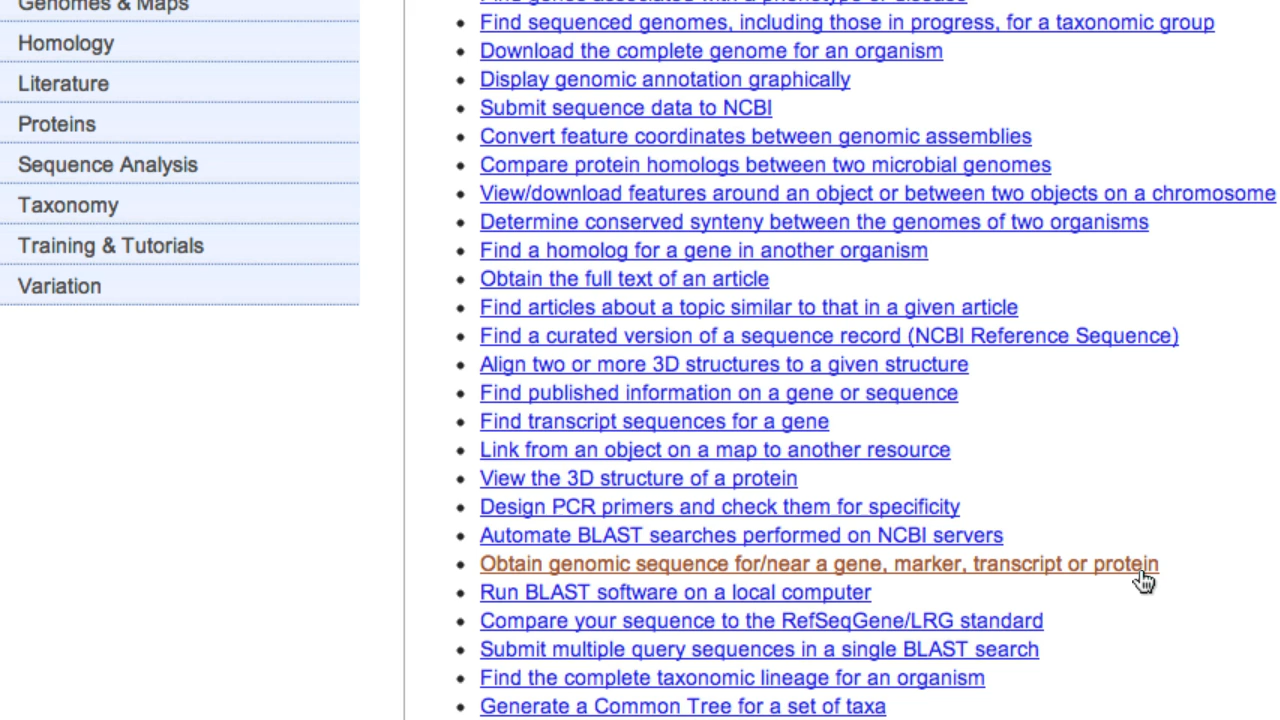 Genomes & Maps
Homology
Literature
Proteins
Sequence Analysis
Taxonomy
Training & Tutorials
Variation
Find genes associated with a phenotype or disease
Find sequenced genomes, including those in progress, for a taxonomic group
Download the complete genome for an organism
Display genomic annotation graphically
Submit sequence data to NCBI
Convert feature coordinates between genomic assemblies
Compare protein homologs between two microbial genomes
View/download features around an object or between two objects on a chromosome
Determine conserved synteny between the genomes of two organisms
Find a homolog for a gene in another organism
Obtain the full text of an article
Find articles about a topic similar to that in a given article
Find a curated version of a sequence record (NCBI Reference Sequence)
Align two or more 3D structures to a given structure
Find published information on a gene or sequence
Find transcript sequences for a gene
Link from an object on a map to another resource
View the 3D structure of a protein
Design PCR primers and check them for specificity
Automate BLAST searches performed on NCBI servers
Obtain genomic sequence for/near a gene, marker, transcript or protein
Run BLAST software on a local computer
Compare your sequence to the RefSeqGene/LRG standard
Submit multiple query sequences in a single BLAST search
Find the complete taxonomic lineage for an organism
Generate a Common Tree for a set of taxa